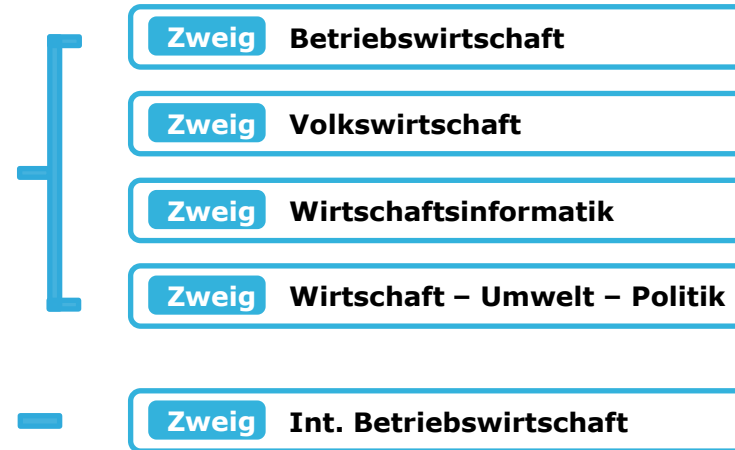 Zweig Betriebswirtschaft
Zweig Volkswirtschaft
Zweig Wirtschaftsinformatik
Zweig Wirtschaft – Umwelt – Politik
Zweig Int. Betriebswirtschaft